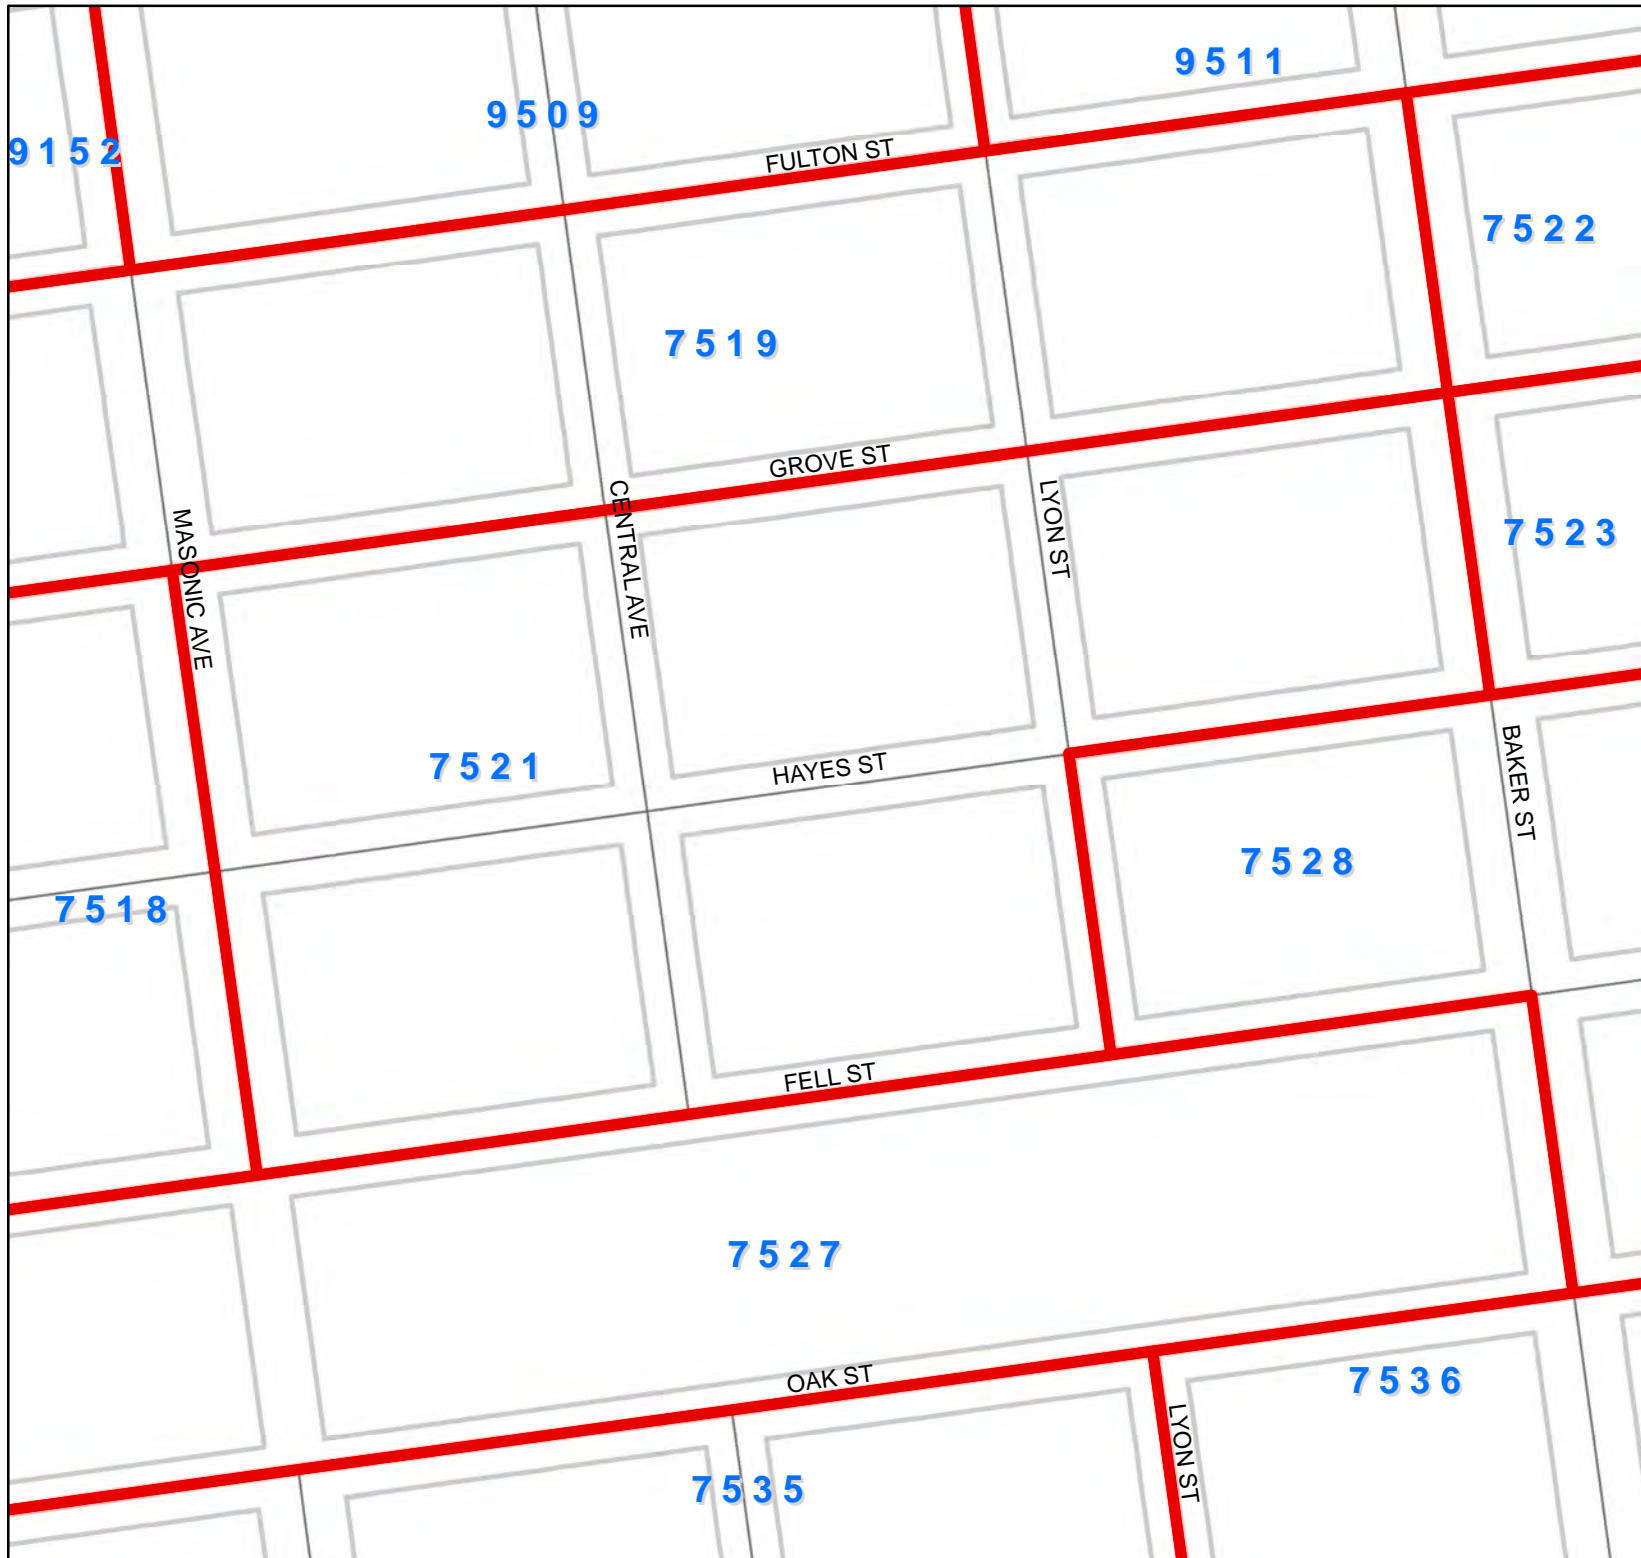 9511
9509
9152
FULTON ST
7522
7519
GROVE ST
CENTRAL AVE
LYON ST
MASONIC AVE
7523
7521
HAYES ST
BAKER ST
7528
7518
FELL ST
7527
OAK ST
7536
LYON ST
7535